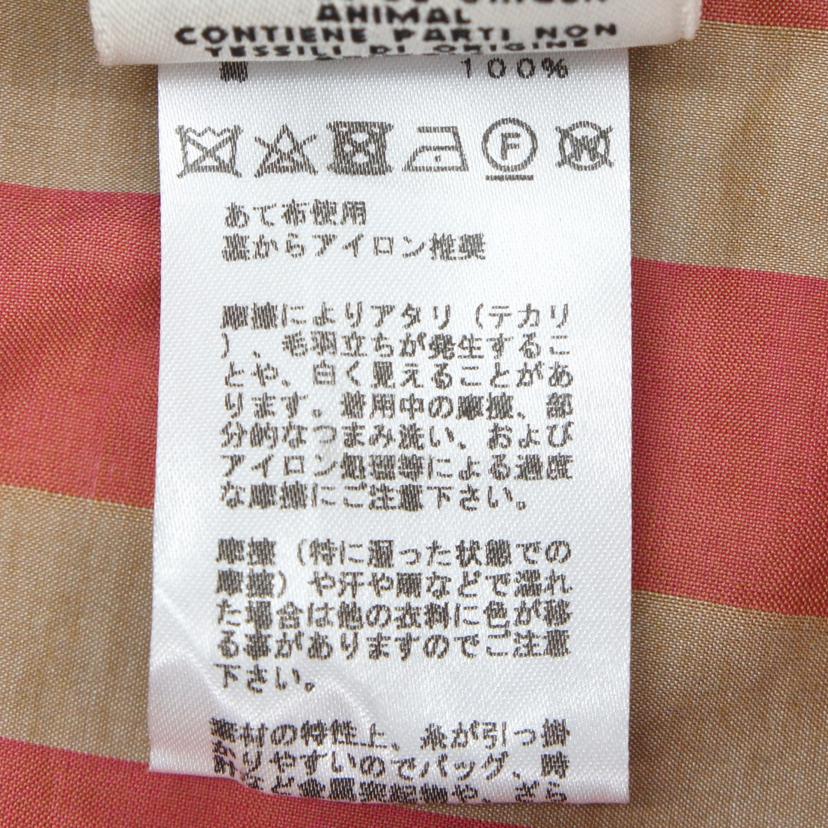 ANIMAL
CONTIENE PARTI NON
TESSILI DI ORIGINE
100%
F
W
あて布使用
裏からアイロン推奨
摩擦によりアタリ（テカリ
）、毛羽立ちが発生するこ
とや、白く見えることがあ
ります。着用中の摩擦、部
分的なつまみ洗い、および
アイロン処理等による過度
な摩擦にご注意下さい。
摩擦（特に湿った状態での
摩擦）や汗や雨などで濡れ
た場合は他の衣料に色が移
る事がありますのでご注意
下さい。
素材の特性上、糸が引っ掛
かりやすいのでバッグ、時